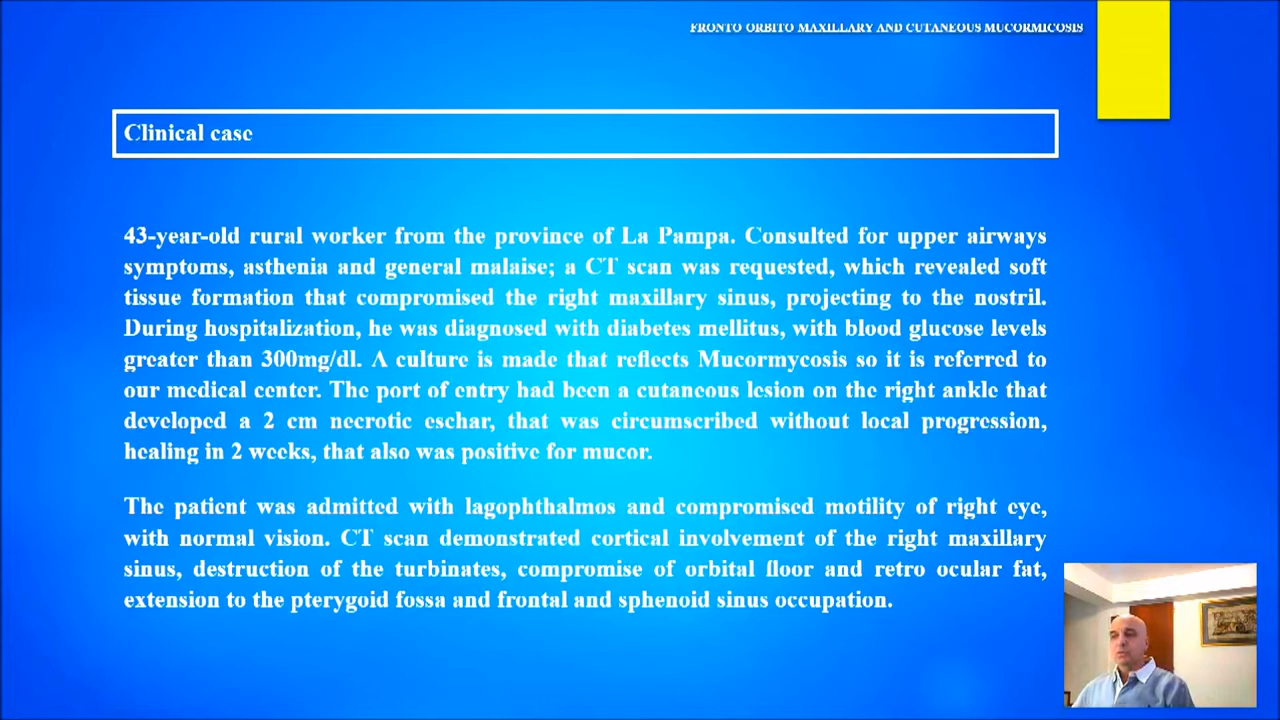 FRONTO ORBITO MAXILLARY AND CUTANEOUS MUCORMICOSIS
Clinical case
43-year-old rural worker from the province of La Pampa. Consulted for upper airways
symptoms, asthenia and general malaise; a CT scan was requested, which revealed soft
tissue formation that compromised the right maxillary sinus, projecting to the nostril.
During hospitalization, he was diagnosed with diabetes mellitus, with blood glucose levels
greater than 300mg/dl. A culture is made that reflects Mucormycosis so it is referred to
our medical center. The port of entry had been a cutaneous lesion on the right ankle that
developed a 2 cm necrotic eschar, that was circumscribed without local progression,
healing in 2 weeks, that also was positive for mucor.
The patient was admitted with lagophthalmos and compromised motility of right eye,
with normal vision. CT scan demonstrated cortical involvement of the right maxillary
sinus, destruction of the turbinates, compromise of orbital floor and retro ocular fat,
extension to the pterygoid fossa and frontal and sphenoid sinus occupation.